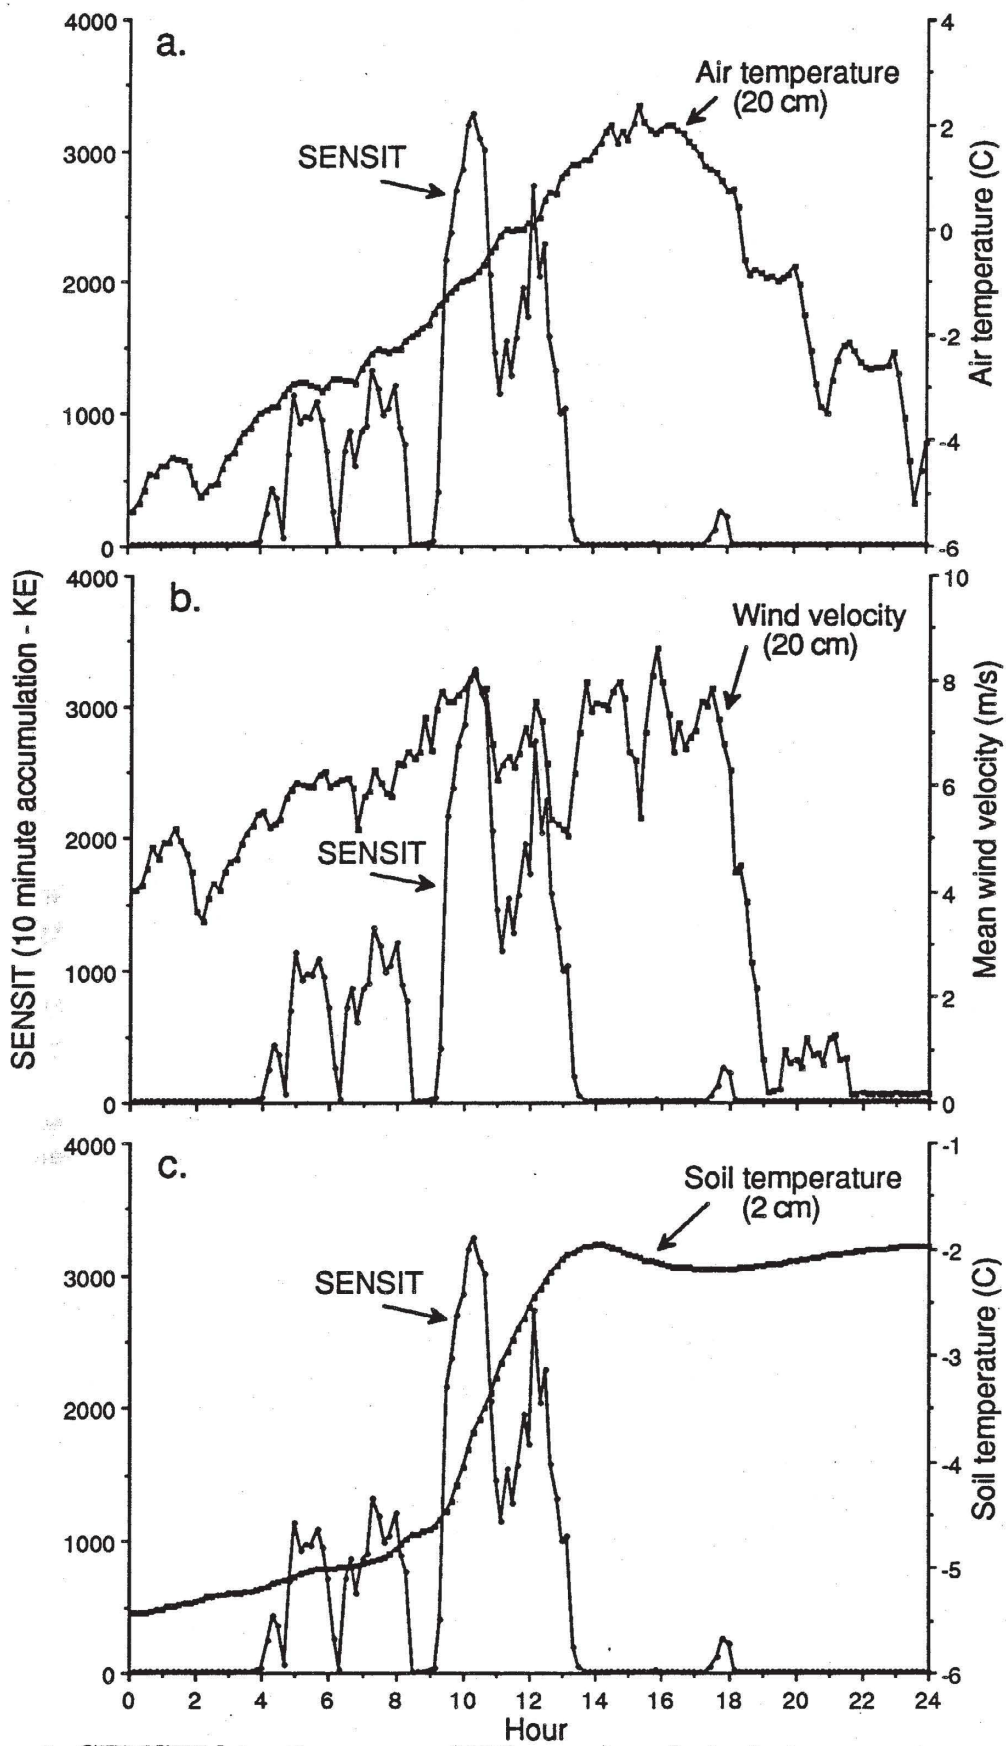 a.
4000
3000
2000
1000
0
4
2
0
-2
-4
-6
Air temperature
(20 cm)
SENSIT
Air temperature (C)
b.
4000
3000
2000
1000
0
10
8
6
4
2
0
Wind velocity
(20 cm)
SENSIT
SENSIT (10 minute accumulation - KE)
Mean wind velocity (m/s)
c.
4000
3000
2000
1000
0
-1
-2
-3
-4
-5
-6
Soil temperature
(2 cm)
SENSIT
Soil temperature (C)
0 2 4 6 8 10 12 14 16 18 20 22 24
Hour